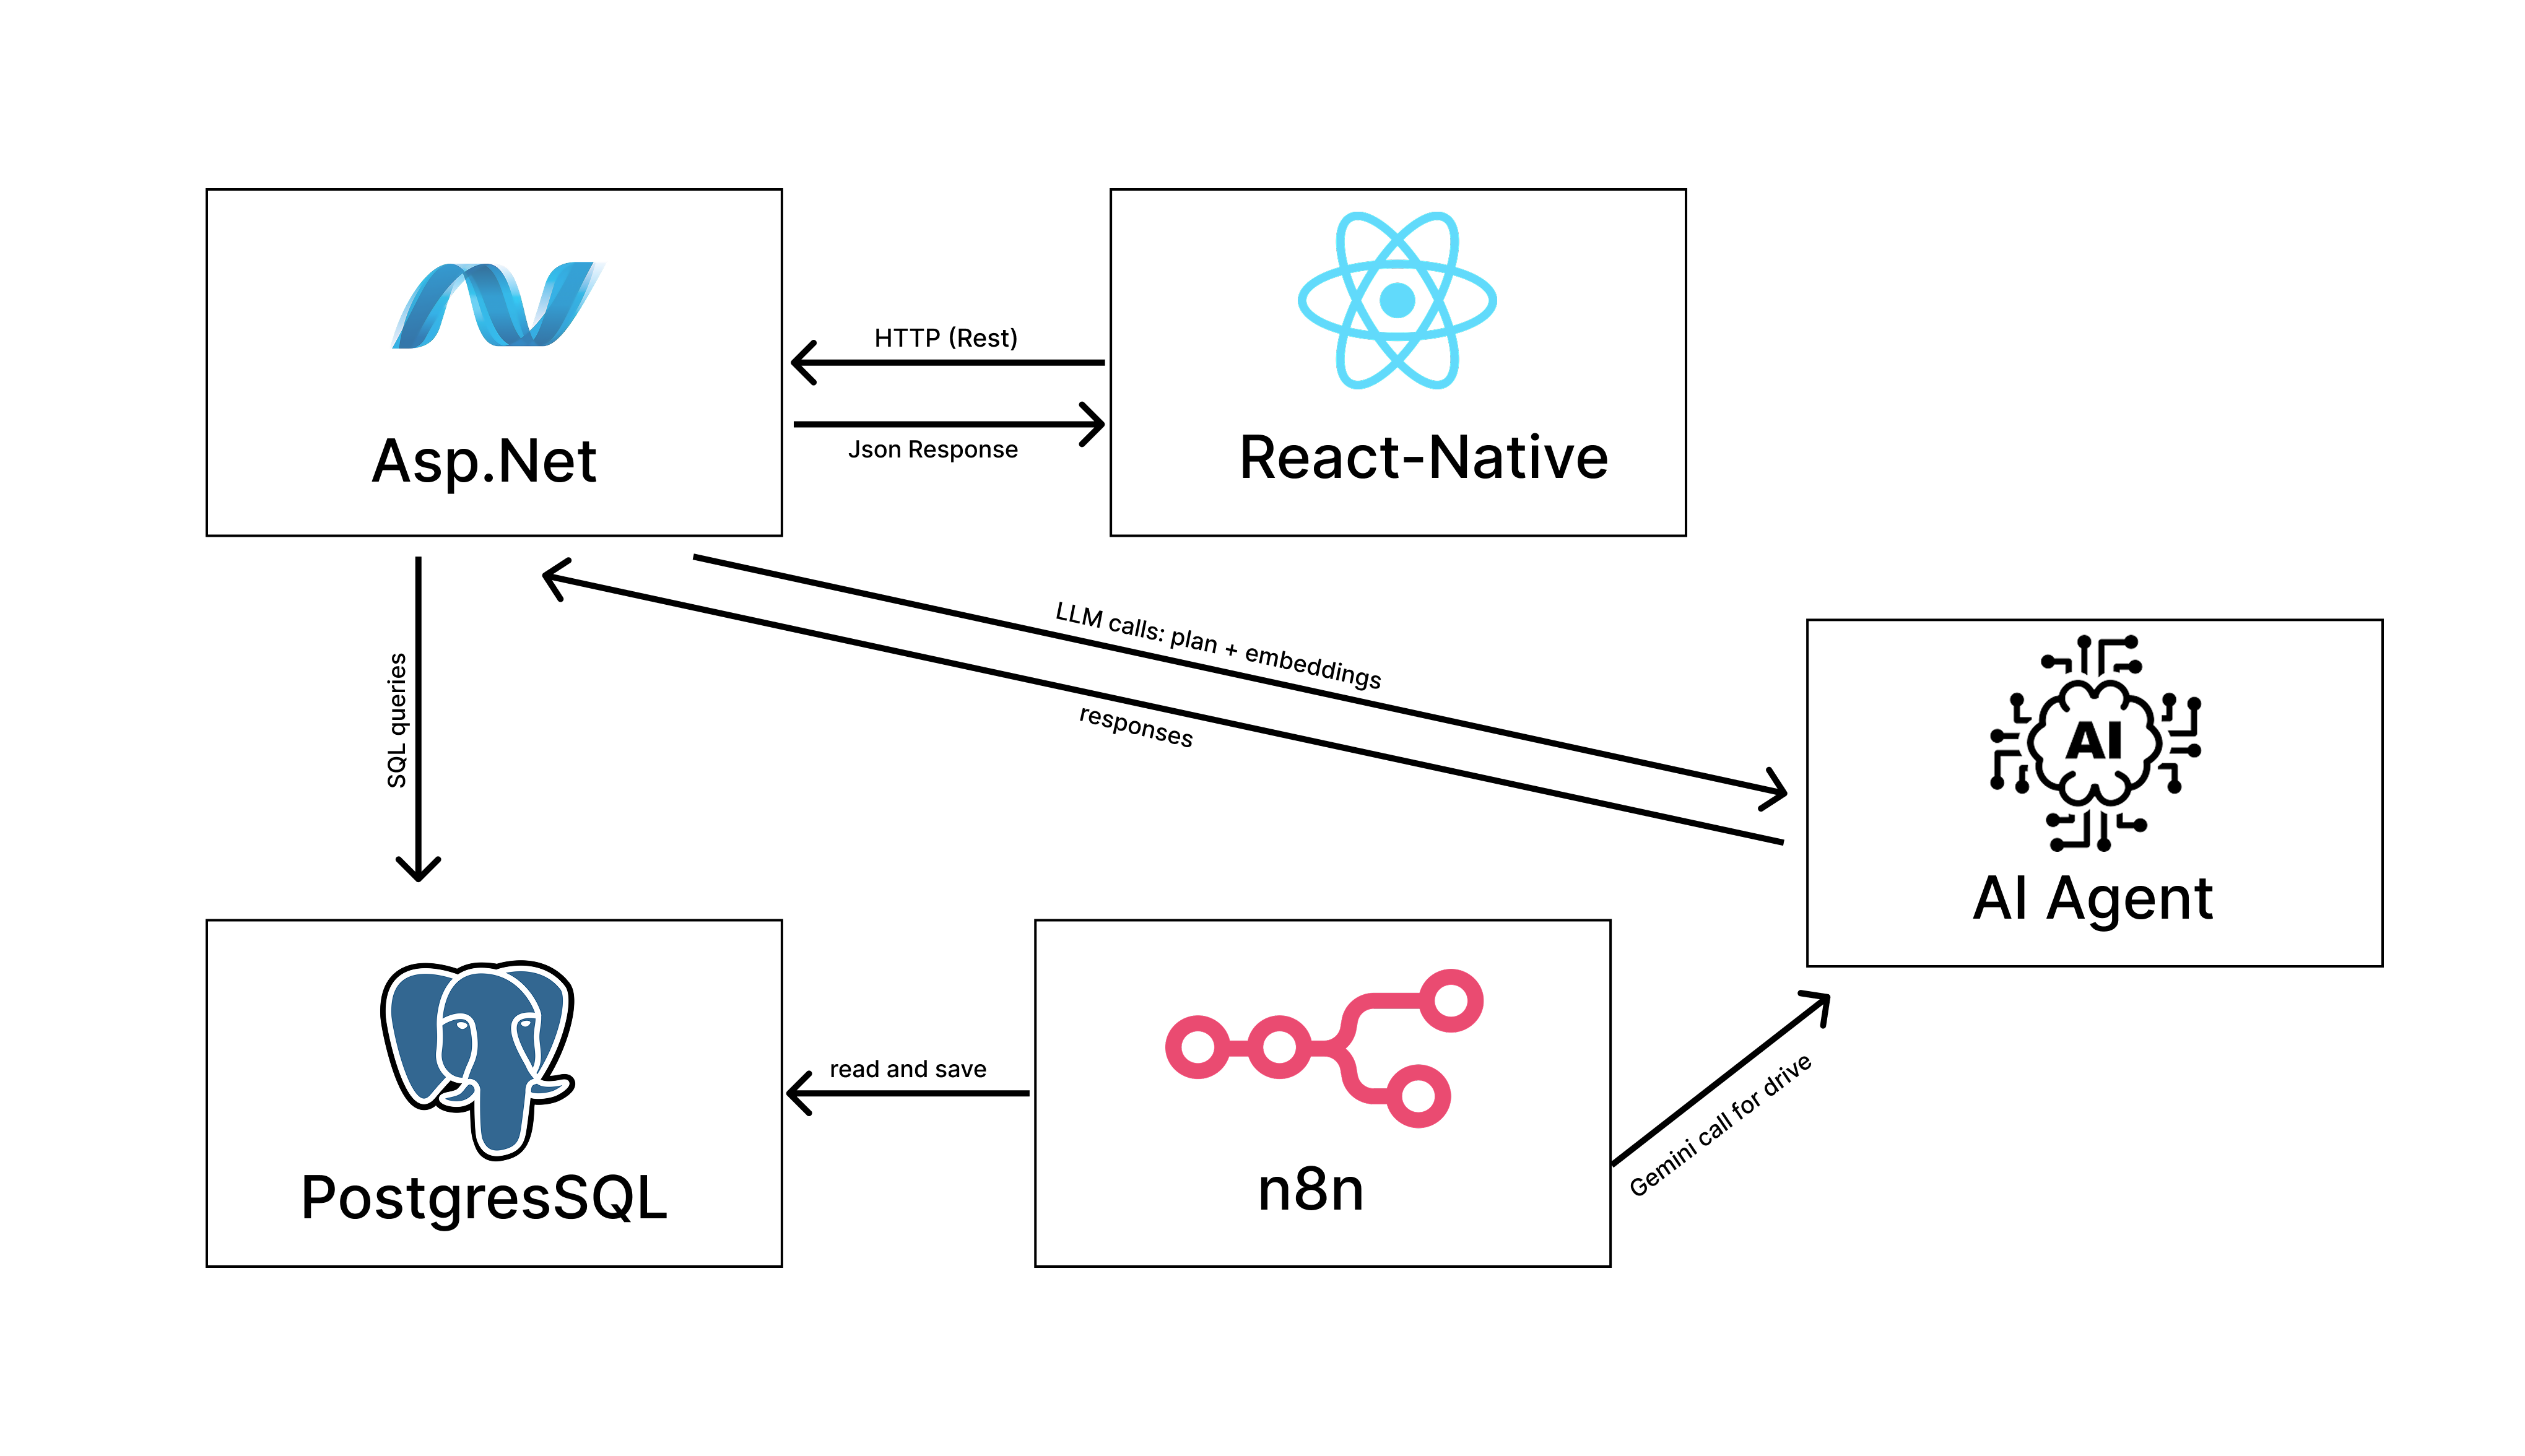 HTTP (Rest)
Json Response
Asp.Net
React-Native
LLM calls: plan + embeddings
responses
SQL queries
AI
AI Agent
read and save
Gemini call for drive
PostgresSQL
n8n